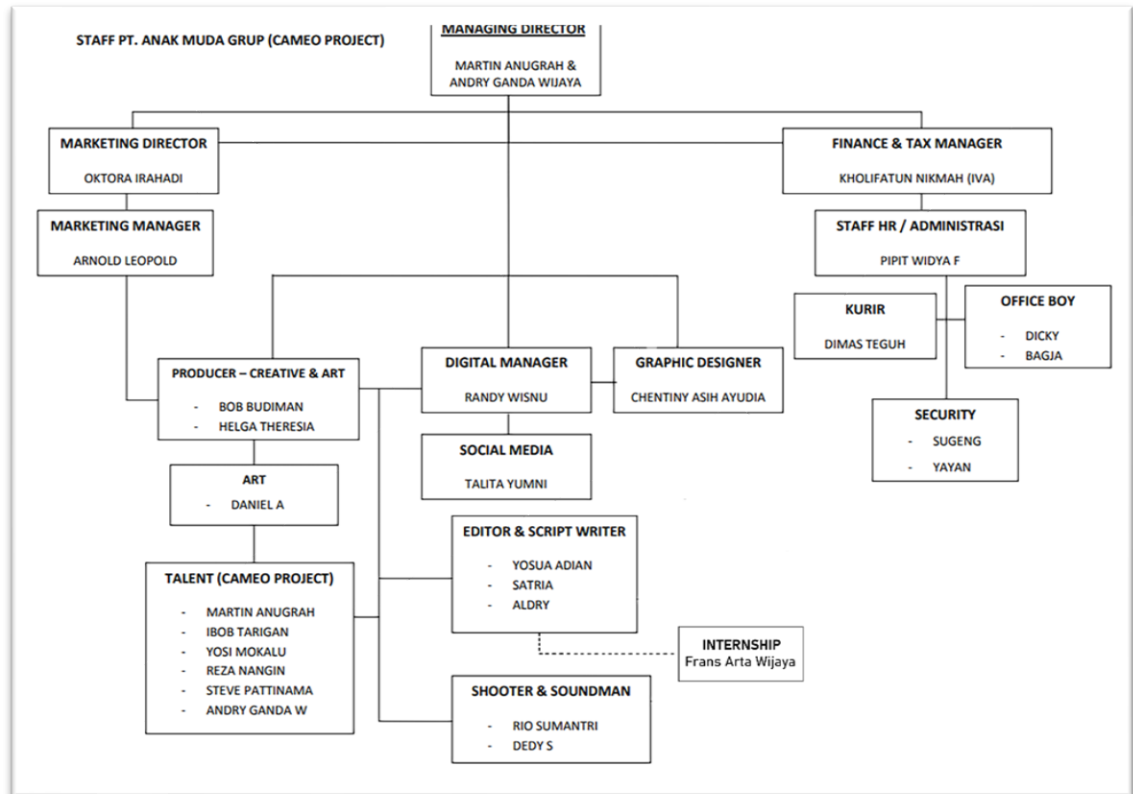 STAFF PT. ANAK MUDA GRUP (CAMEO PROJECT)
MANAGING DIRECTOR
MARTIN ANUGRAH &
ANDRY GANDA WIJAYA
MARKETING DIRECTOR
OKTORA IRAHADI
FINANCE & TAX MANAGER
KHOLIFATUN NIKMAH (IVA)
MARKETING MANAGER
ARNOLD LEOPOLD
STAFF HR / ADMINISTRASI
PIPIT WIDYA F
KURIR
DIMAS TEGUH
OFFICE BOY
- DICKY
- BAGJA
PRODUCER – CREATIVE & ART
- BOB BUDIMAN
- HELGA THERESIA
DIGITAL MANAGER
RANDY WISNU
GRAPHIC DESIGNER
CHENTINY ASIH AYUDIA
SECURITY
- SUGENG
- YAYAN
SOCIAL MEDIA
TALITA YUMNI
ART
- DANIEL A
EDITOR & SCRIPT WRITER
- YOSUA ADIAN
- SATRIA
- ALDRY
TALENT (CAMEO PROJECT)
- MARTIN ANUGRAH
- IBOB TARIGAN
- YOSI MOKALU
- REZA NANGIN
- STEVE PATTINAMA
- ANDRY GANDA W
INTERNSHIP
Frans Arta Wijaya
SHOOTER & SOUNDMAN
- RIO SUMANTRI
- DEDY S